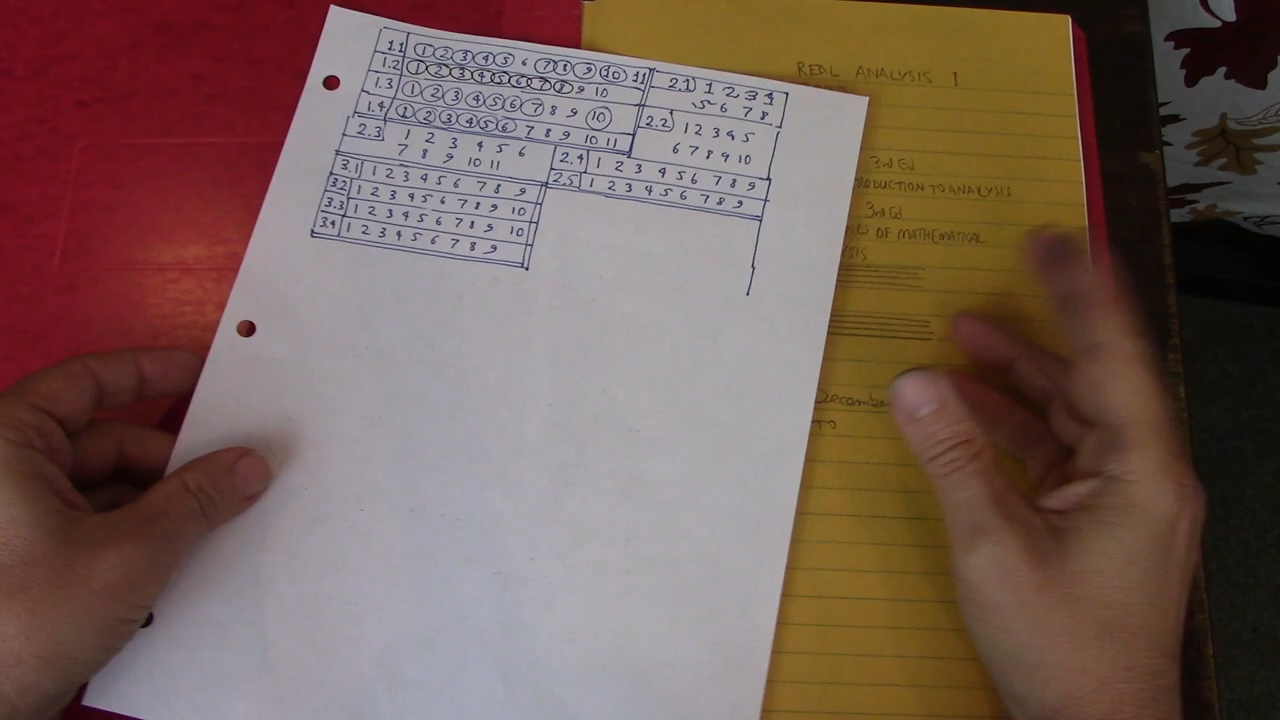 1.1 1 2 3 4 5 6 7 8 9 10 11
1.2 1 2 3 4 5 6 7 8 9 10
1.3 1 2 3 4 5 6 7 8 9 10
1.4 1 2 3 4 5 6 7 8 9 10 11
2.1 1 2 3 4
5 6 7 8
2.2 1 2 3 4 5
6 7 8 9 10
2.3 1 2 3 4 5 6
7 8 9 10 11
2.4 1 2 3 4 5 6 7 8 9
2.5 1 2 3 4 5 6 7 8 9
3.1 1 2 3 4 5 6 7 8 9
3.2 1 2 3 4 5 6 7 8 9 10
3.3 1 2 3 4 5 6 7 8 9 10
3.4 1 2 3 4 5 6 7 8 9
REAL ANALYSIS 1
3rd Ed
DUCTION TO ANALYSIS
3rd Ed
OF MATHEMATICAL
YSIS
December
TO